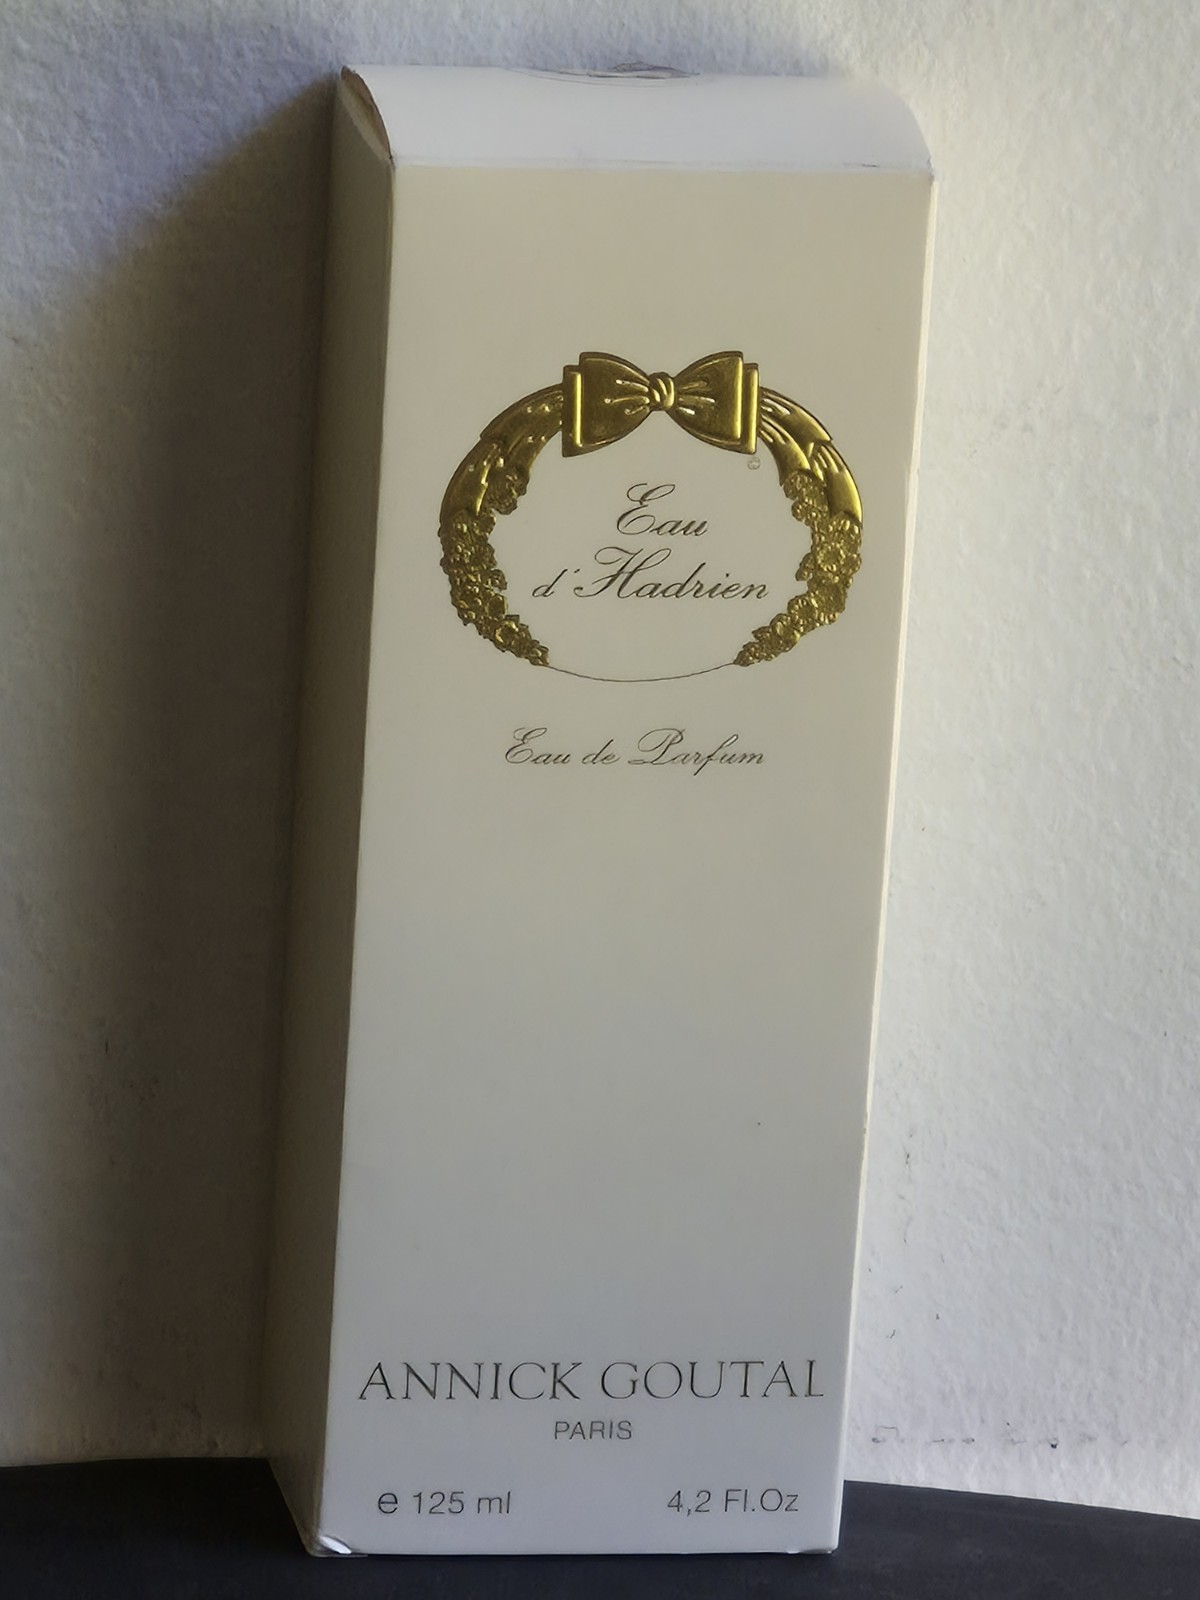 Eau
d'Hadrien
Eau de Parfum
ANNICK GOUTAL
PARIS
e 125 ml 4,2 Fl.Oz